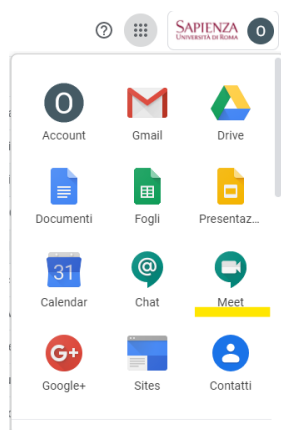 SAPIENZA
UNIVERSITÀ DI ROMA
O
O
Account
Gmail
Drive
Documenti
Fogli
Presentaz...
31
Calendar
Chat
Meet
G+
Google+
Sites
Contatti